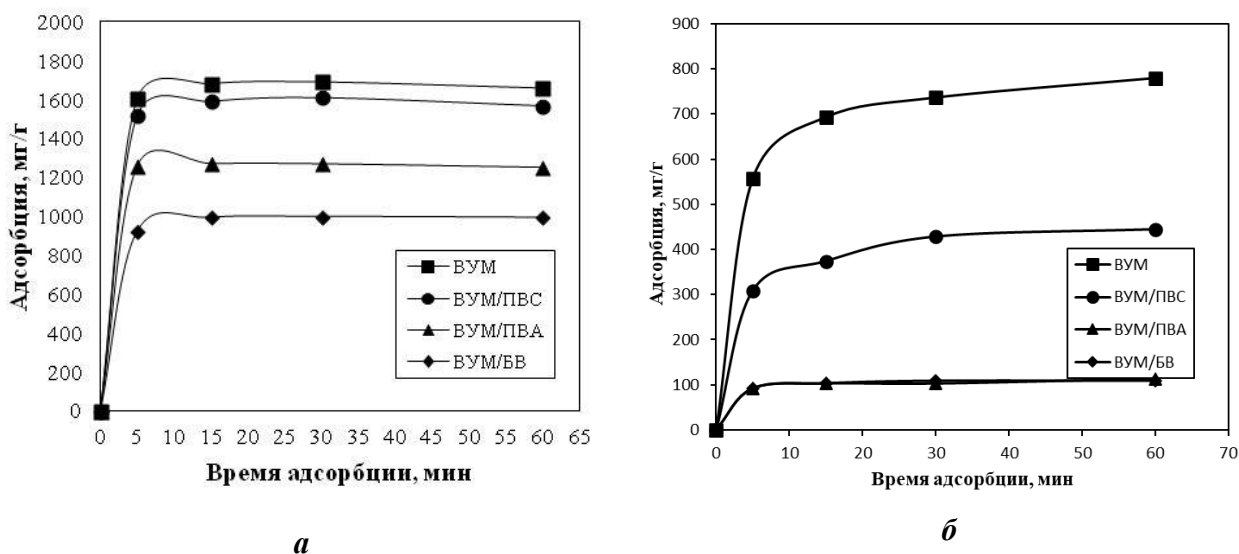 Адсорбция, мг/г
2000
1800
1600
1400
1200
1000
800
600
400
200
0
ВУМ
ВУМ/ПВС
ВУМ/ПВА
ВУМ/БВ
0 5 10 15 20 25 30 35 40 45 50 55 60 65
Время адсорбции, мин
а
Адсорбция, мг/г
900
800
700
600
500
400
300
200
100
0
ВУМ
ВУМ/ПВС
ВУМ/ПВА
ВУМ/БВ
0 10 20 30 40 50 60 70
Время адсорбции, мин
б